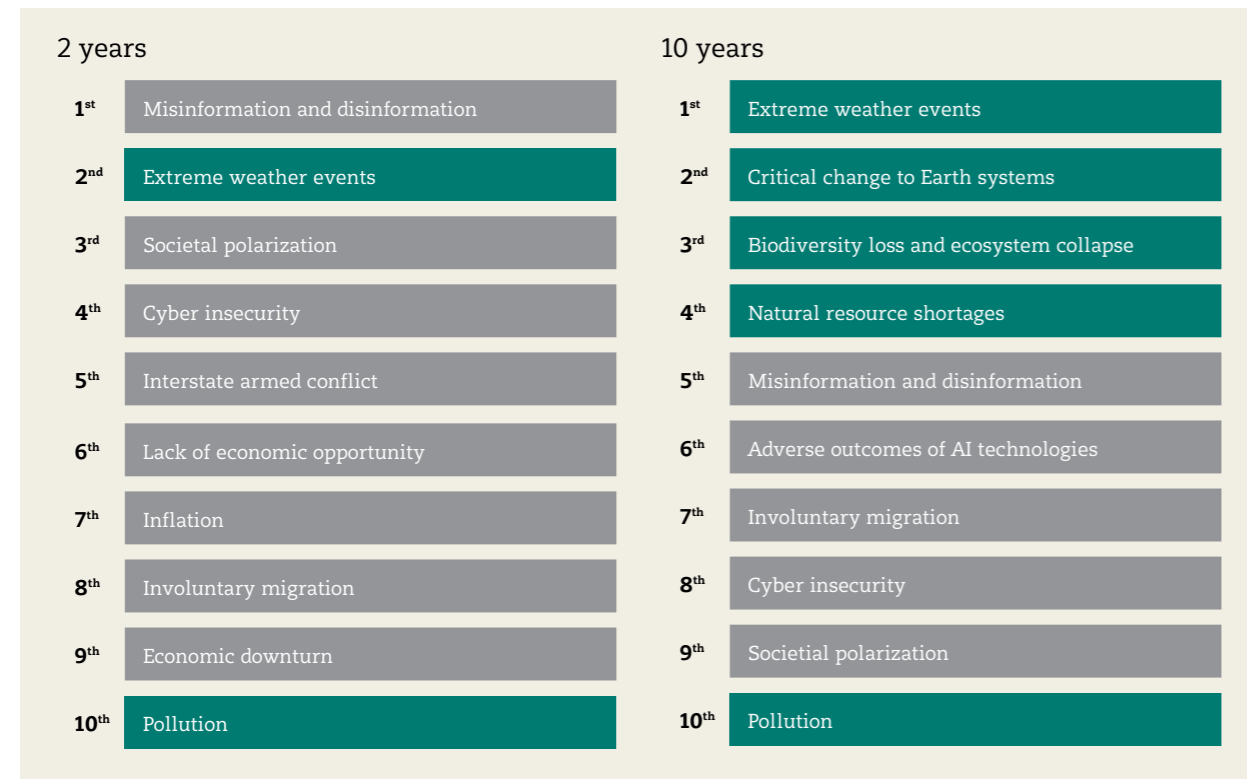 2 years
1st Misinformation and disinformation
2nd Extreme weather events
3rd Societal polarization
4th Cyber insecurity
5th Interstate armed conflict
6th Lack of economic opportunity
7th Inflation
8th Involuntary migration
9th Economic downturn
10th Pollution
10 years
1st Extreme weather events
2nd Critical change to Earth systems
3rd Biodiversity loss and ecosystem collapse
4th Natural resource shortages
5th Misinformation and disinformation
6th Adverse outcomes of AI technologies
7th Involuntary migration
8th Cyber insecurity
9th Societial polarization
10th Pollution